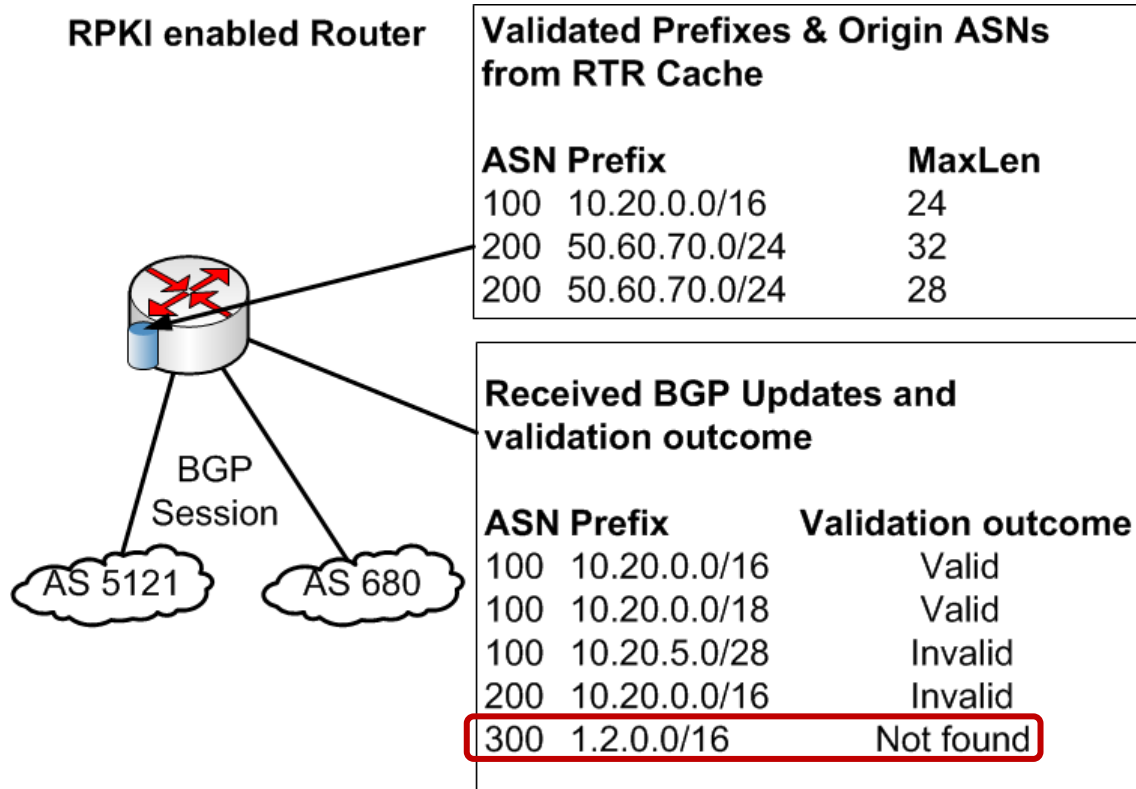 RPKI enabled Router
Validated Prefixes & Origin ASNs
from RTR Cache
ASN Prefix MaxLen
100 10.20.0.0/16 24
200 50.60.70.0/24 32
200 50.60.70.0/24 28
BGP
Session
AS 5121
AS 680
Received BGP Updates and
validation outcome
ASN Prefix Validation outcome
100 10.20.0.0/16 Valid
100 10.20.0.0/18 Valid
100 10.20.5.0/28 Invalid
200 10.20.0.0/16 Invalid
300 1.2.0.0/16 Not found